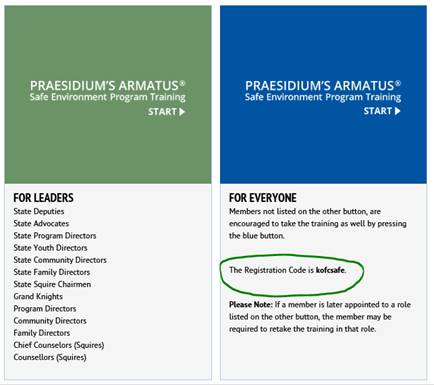 PRAESIDIUM'S ARMATUS®
Safe Environment Program Training
START
FOR LEADERS
State Deputies
State Advocates
State Program Directors
State Youth Directors
State Community Directors
State Family Directors
State Squire Chairmen
Grand Knights
Program Directors
Community Directors
Family Directors
Chief Counselors (Squires)
Counsellors (Squires)
PRAESIDIUM'S ARMATUS®
Safe Environment Program Training
START
FOR EVERYONE
Members not listed on the other button, are
encouraged to take the training as well by pressing
the blue button.
The Registration Code is kofcsafe.
Please Note: If a member is later appointed to a role
listed on the other button, the member may be
required to retake the training in that role.